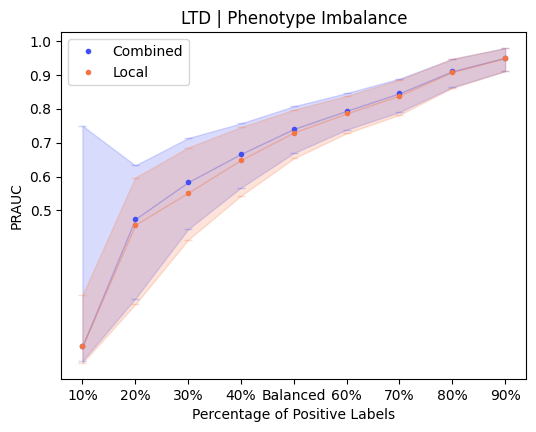 LTD | Phenotype Imbalance
Combined
Local
1.0
0.9
0.8
0.7
0.6
0.5
PRAUC
10% 20% 30% 40% Balanced 60% 70% 80% 90%
Percentage of Positive Labels